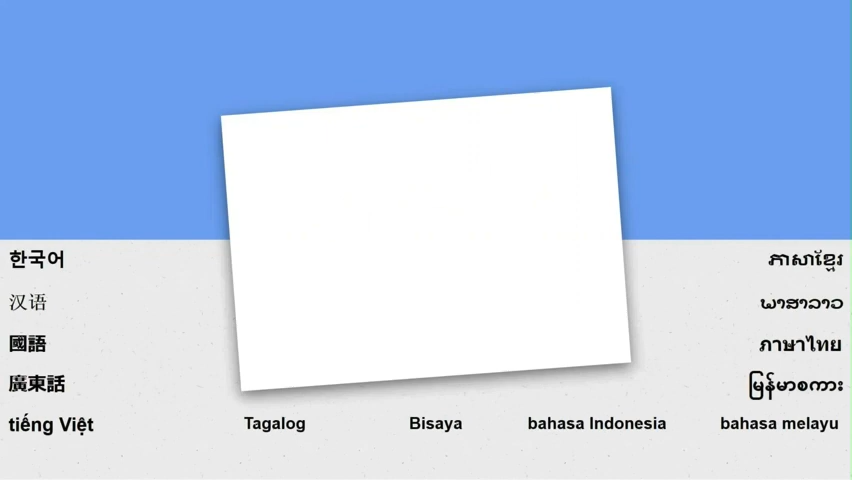 한국어
ភាសាខ្មែរ
汉语
ພາສາລາວ
國語
ภาษาไทย
廣東話
မြန်မာစကား
tiếng Việt
Tagalog
Bisaya
bahasa Indonesia
bahasa melayu